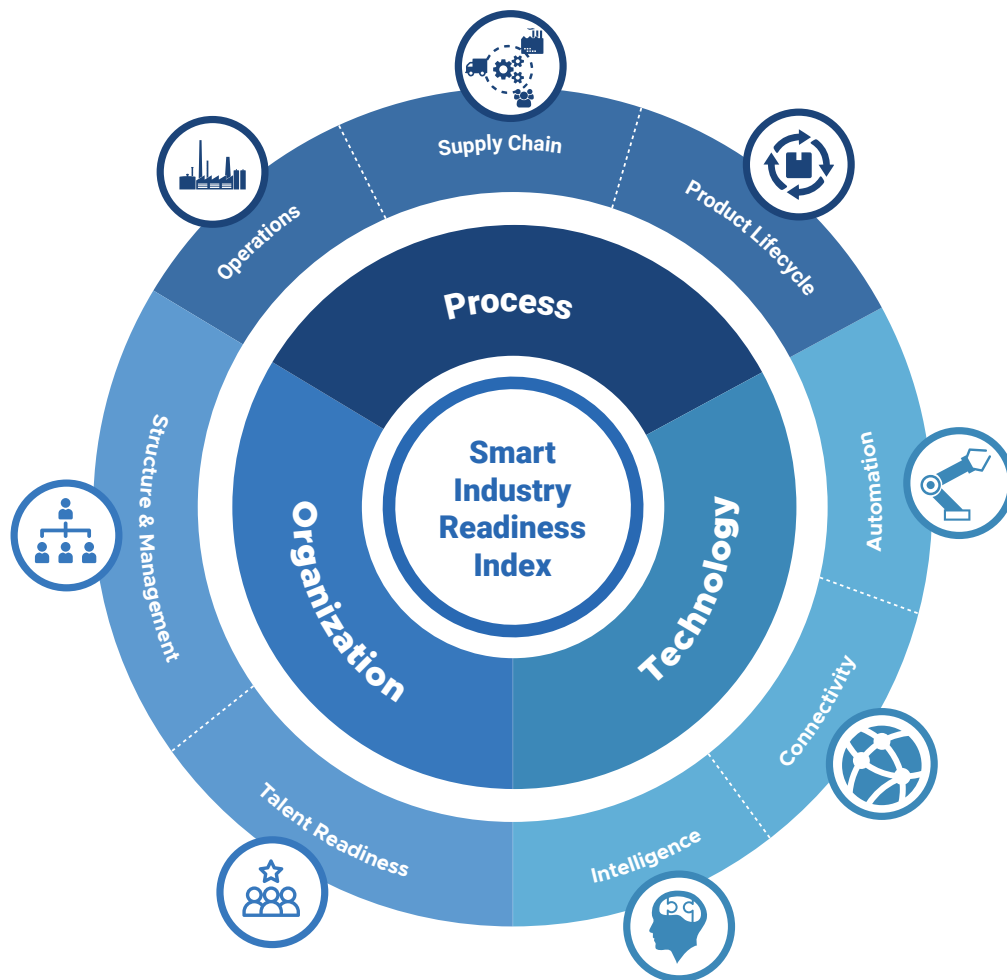 Supply Chain
Operations
Product Lifecycle
Process
Smart
Industry
Readiness
Index
Structure & Management
Organization
Technology
Automation
Connectivity
Talent Readiness
Intelligence